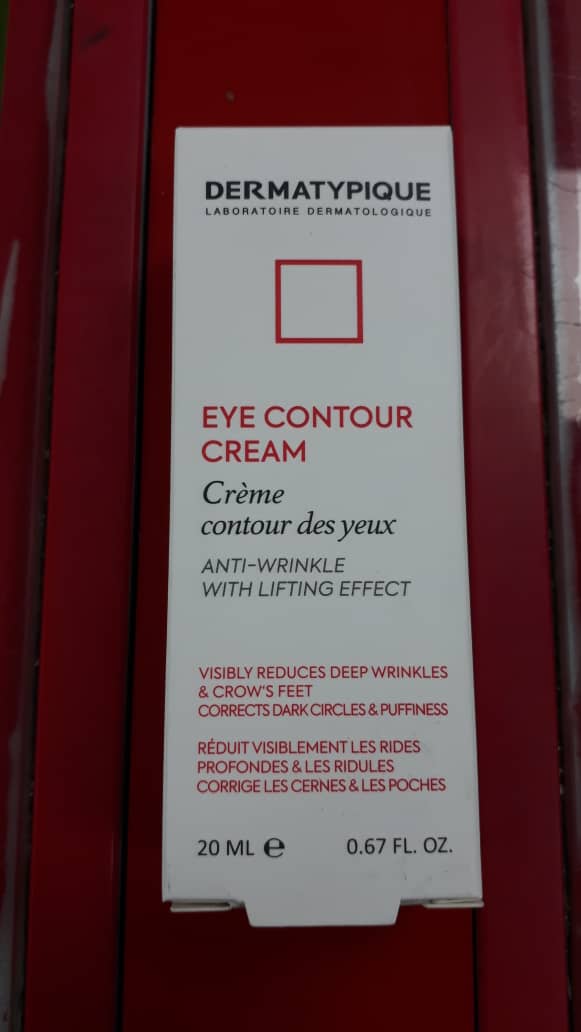 DERMATYPIQUE
LABORATOIRE DERMATOLOGIQUE
EYE CONTOUR
CREAM
Crème
contour des yeux
ANTI-WRINKLE
WITH LIFTING EFFECT
VISIBLY REDUCES DEEP WRINKLES
& CROW'S FEET
CORRECTS DARK CIRCLES & PUFFINESS
RÉDUIT VISIBLEMENT LES RIDES
PROFONDES & LES RIDULES
CORRIGE LES CERNES & LES POCHES
20 ML ℮ 0.67 FL. OZ.